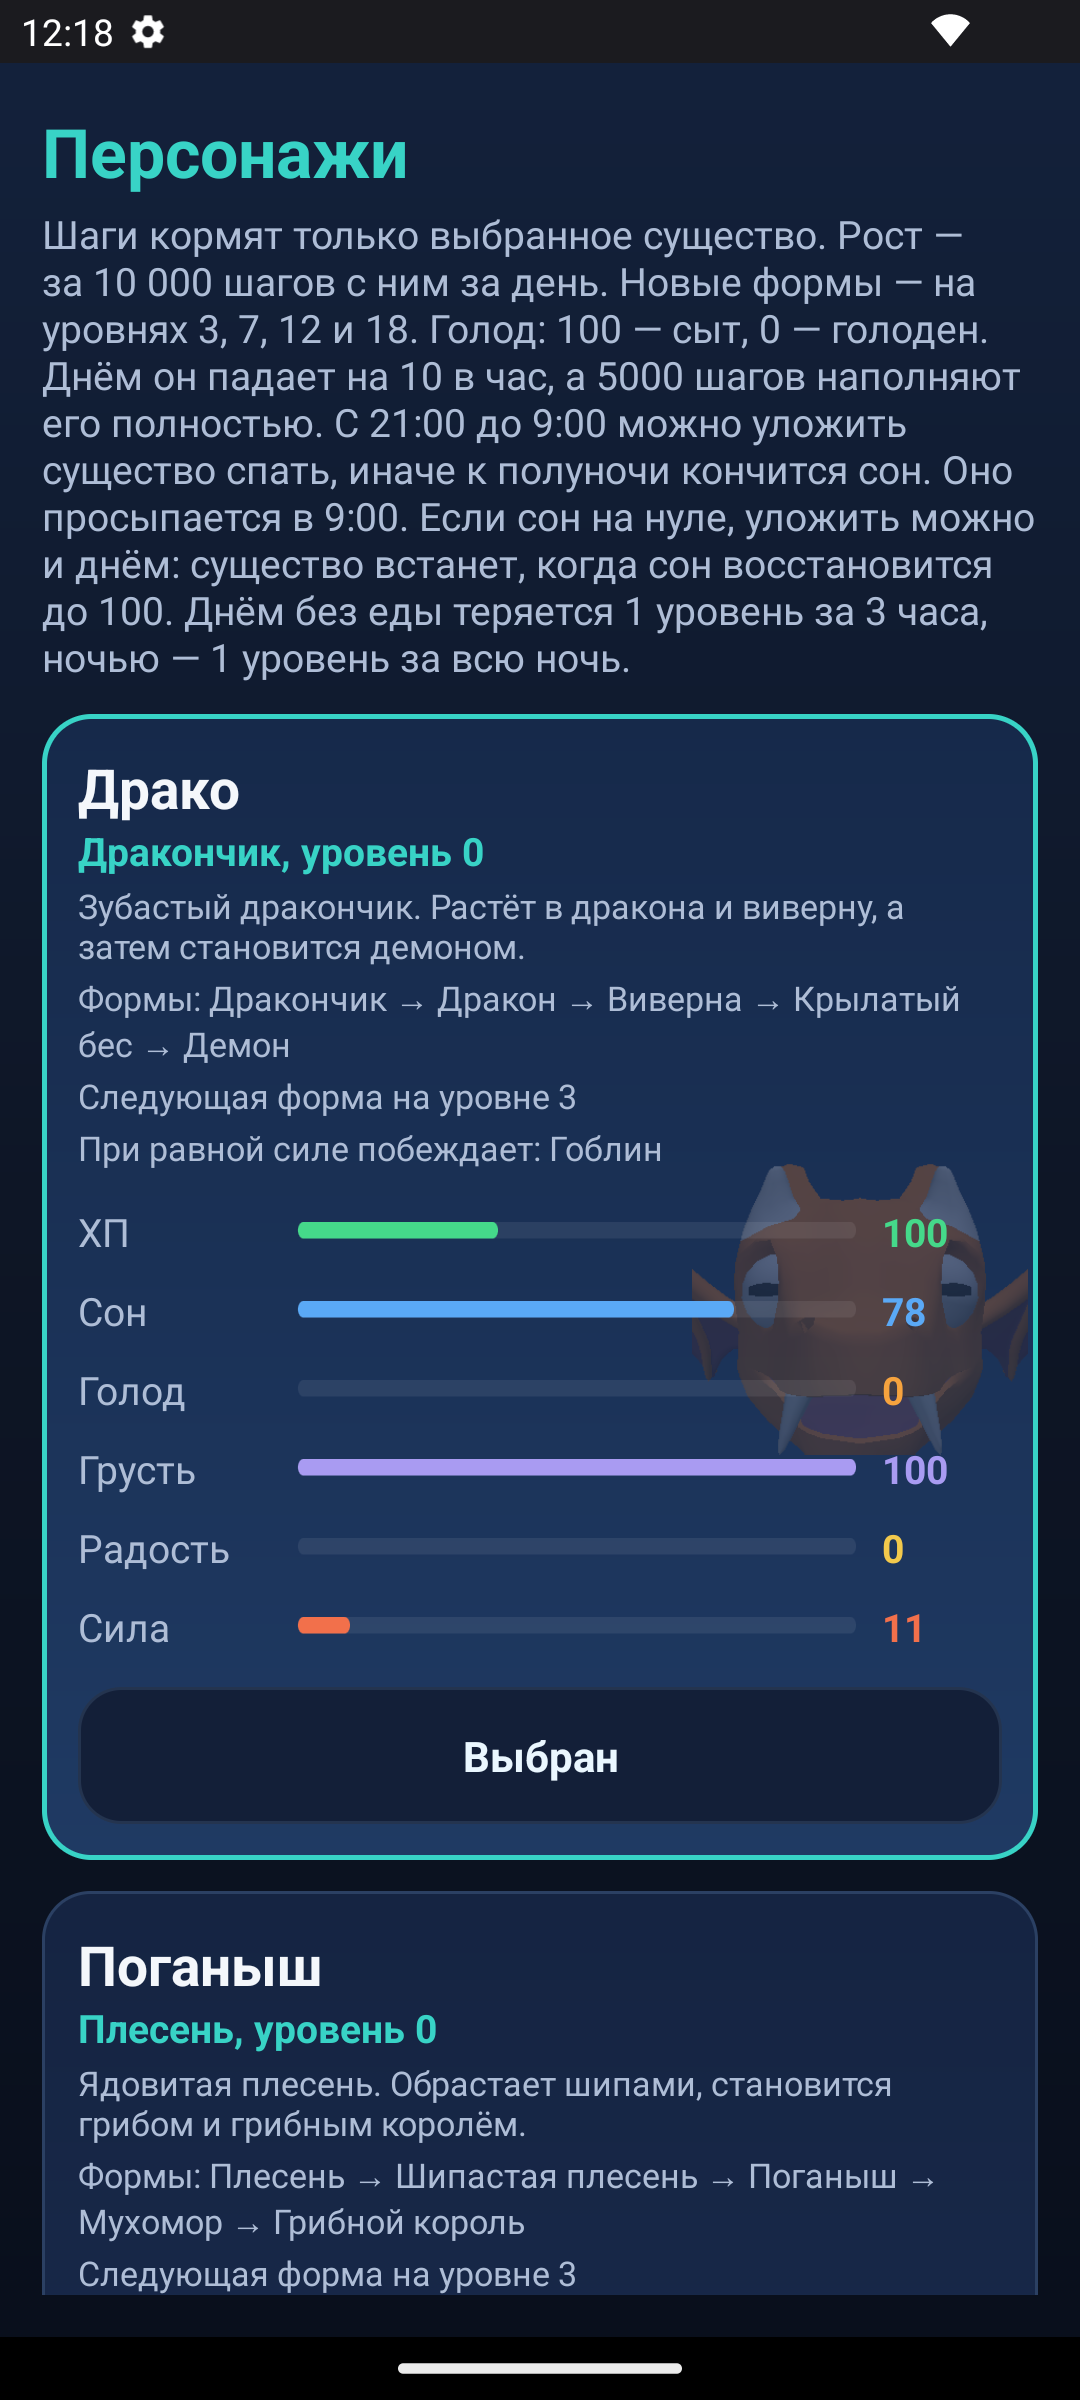 12:18
Персонажи
Шаги кормят только выбранное существо. Рост —
за 10 000 шагов с ним за день. Новые формы — на
уровнях 3, 7, 12 и 18. Голод: 100 — сыт, 0 — голоден.
Днём он падает на 10 в час, а 5000 шагов наполняют
его полностью. С 21:00 до 9:00 можно уложить
существо спать, иначе к полуночи кончится сон. Оно
просыпается в 9:00. Если сон на нуле, уложить можно
и днём: существо встанет, когда сон восстановится
до 100. Днём без еды теряется 1 уровень за 3 часа,
ночью — 1 уровень за всю ночь.
Драко
Дракончик, уровень 0
Зубастый дракончик. Растёт в дракона и виверну, а
затем становится демоном.
Формы: Дракончик → Дракон → Виверна → Крылатый
бес → Демон
Следующая форма на уровне 3
При равной силе побеждает: Гоблин
ХП 100
Сон 78
Голод 0
Грусть 100
Радость 0
Сила 11
Выбран
Поганыш
Плесень, уровень 0
Ядовитая плесень. Обрастает шипами, становится
грибом и грибным королём.
Формы: Плесень → Шипастая плесень → Поганыш →
Мухомор → Грибной король
Следующая форма на уровне 3